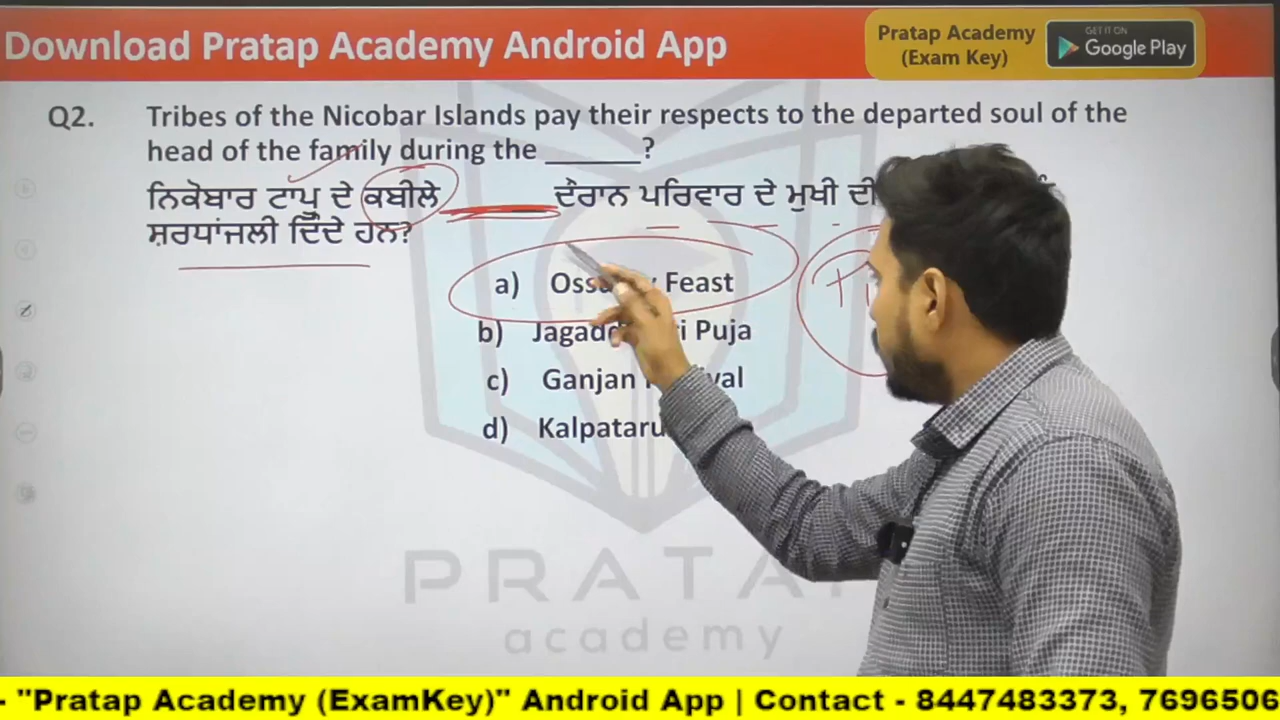 Download Pratap Academy Android App
Pratap Academy
(Exam Key)
GET IT ON
Google Play
Q2. Tribes of the Nicobar Islands pay their respects to the departed soul of the
head of the family during the ______?
ਨਿਕੋਬਾਰ ਟਾਪੂ ਦੇ ਕਬੀਲੇ ______ਦੌਰਾਨ ਪਰਿਵਾਰ ਦੇ ਮੁਖੀ ਦੀ
ਸ਼ਰਧਾਂਜਲੀ ਦਿੰਦੇ ਹਨ?
a) Feast
b) Puja
c) Ganjan
d) Kalpataru
PRATAP
academy
- "Pratap Academy (ExamKey)" Android App | Contact - 8447483373, 7696506